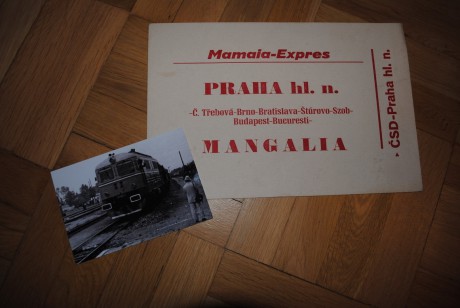 Mamaia-Expres
PRAHA hl. n.
-Č. Třebová-Brno-Bratislava-Štúrovo-Szob-
Budapest-Bucuresti-
MANGALIA
• ČSD-Praha hl. n.